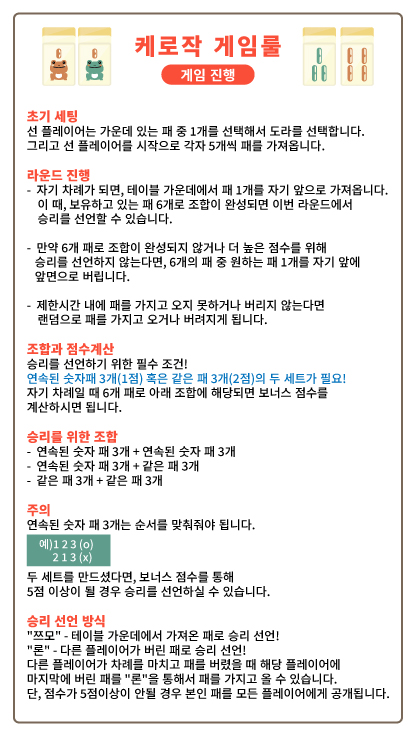 케로작 게임룰
게임 진행
초기 세팅
선 플레이어는 가운데 있는 패 중 1개를 선택해서 도라를 선택합니다.
그리고 선 플레이어를 시작으로 각자 5개씩 패를 가져옵니다.
라운드 진행
- 자기 차례가 되면, 테이블 가운데에서 패 1개를 자기 앞으로 가져옵니다.
이 때, 보유하고 있는 패 6개로 조합이 완성되면 이번 라운드에서
승리를 선언할 수 있습니다.
- 만약 6개 패로 조합이 완성되지 않거나 더 높은 점수를 위해
승리를 선언하지 않는다면, 6개의 패 중 원하는 패 1개를 자기 앞에
앞면으로 버립니다.
- 제한시간 내에 패를 가지고 오지 못하거나 버리지 않는다면
랜덤으로 패를 가지고 오거나 버려지게 됩니다.
조합과 점수계산
승리를 선언하기 위한 필수 조건!
연속된 숫자패 3개(1점) 혹은 같은 패 3개(2점)의 두 세트가 필요!
자기 차례일 때 6개 패로 아래 조합에 해당되면 보너스 점수를
계산하시면 됩니다.
승리를 위한 조합
- 연속된 숫자 패 3개 + 연속된 숫자 패 3개
- 연속된 숫자 패 3개 + 같은 패 3개
- 같은 패 3개 + 같은 패 3개
주의
연속된 숫자 패 3개는 순서를 맞춰줘야 됩니다.
예)1 2 3 (o)
2 1 3 (x)
두 세트를 만드셨다면, 보너스 점수를 통해
5점 이상이 될 경우 승리를 선언하실 수 있습니다.
승리 선언 방식
"쯔모" - 테이블 가운데에서 가져온 패로 승리 선언!
"론" - 다른 플레이어가 버린 패로 승리 선언!
다른 플레이어가 차례를 마치고 패를 버렸을 때 해당 플레이어에
마지막에 버린 패를 "론"을 통해서 패를 가지고 올 수 있습니다.
단, 점수가 5점이상이 안될 경우 본인 패를 모든 플레이어에게 공개됩니다.